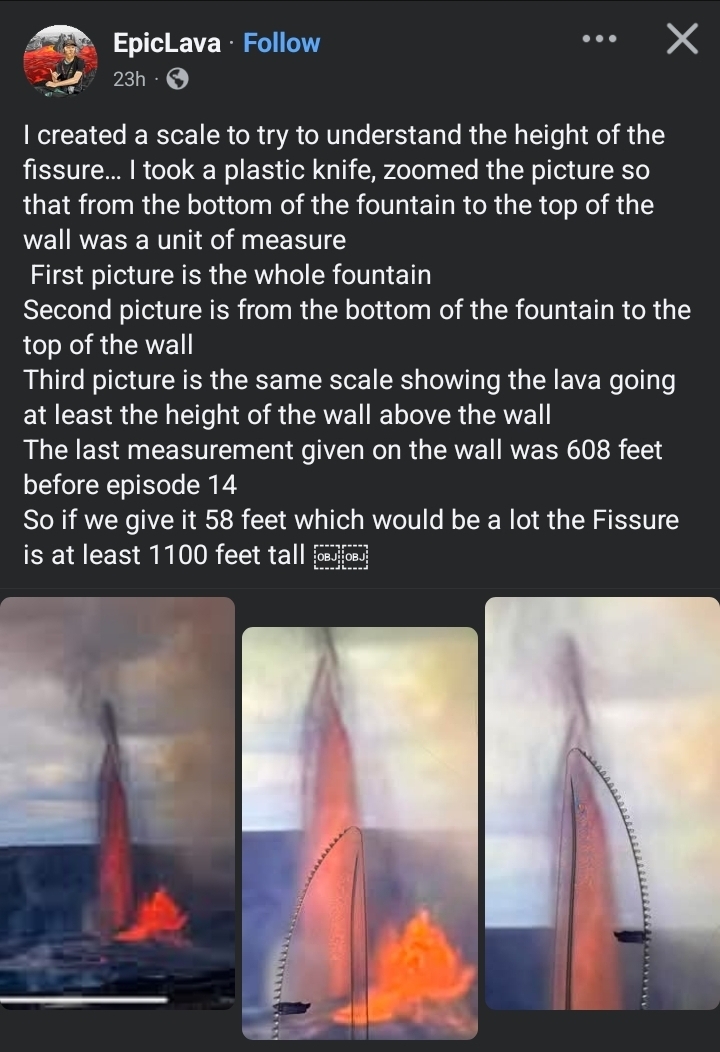 EpicLava · Follow
23h ·
I created a scale to try to understand the height of the
fissure... I took a plastic knife, zoomed the picture so
that from the bottom of the fountain to the top of the
wall was a unit of measure
First picture is the whole fountain
Second picture is from the bottom of the fountain to the
top of the wall
Third picture is the same scale showing the lava going
at least the height of the wall above the wall
The last measurement given on the wall was 608 feet
before episode 14
So if we give it 58 feet which would be a lot the Fissure
is at least 1100 feet tall OBJ OBJ